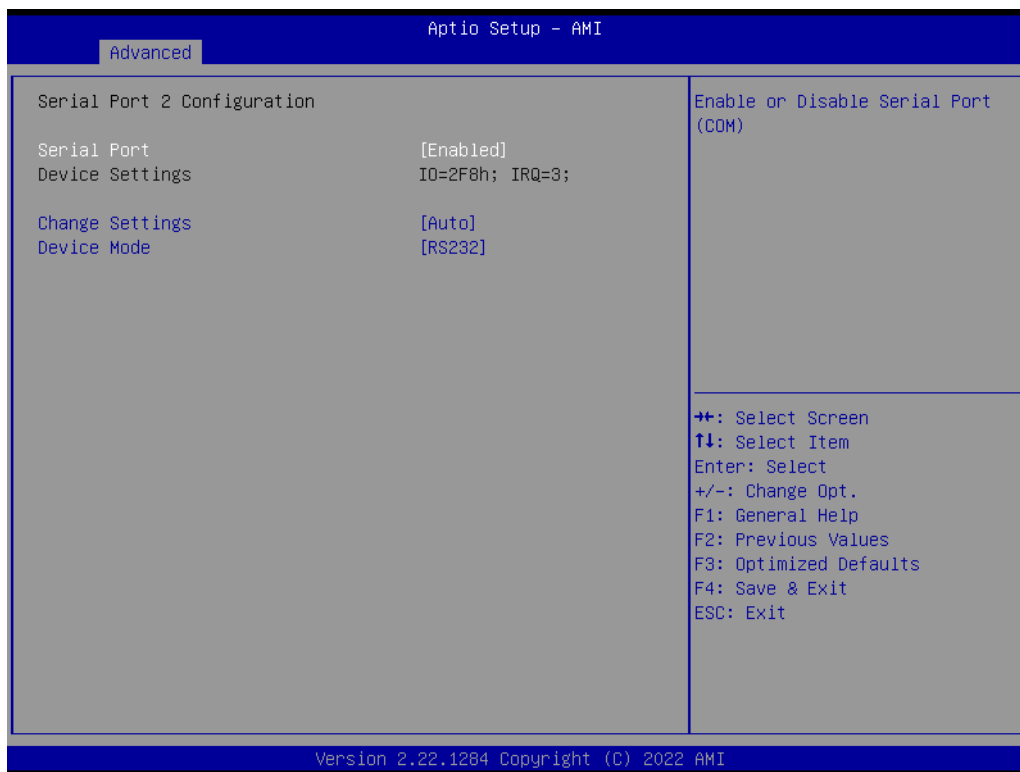 Aptio Setup – AMI
Advanced
Serial Port 2 Configuration
Serial Port [Enabled]
Device Settings IO=2F8h; IRQ=3;
Change Settings [Auto]
Device Mode [RS232]
Enable or Disable Serial Port
(COM)
→←: Select Screen
↑↓: Select Item
Enter: Select
+/-: Change Opt.
F1: General Help
F2: Previous Values
F3: Optimized Defaults
F4: Save & Exit
ESC: Exit
Version 2.22.1284 Copyright (C) 2022 AMI